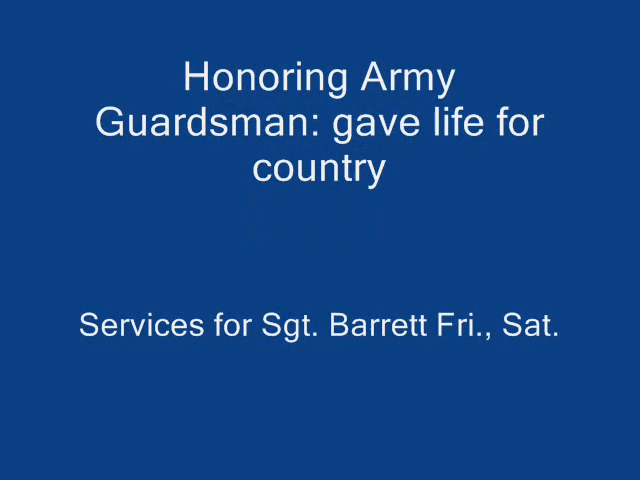 Honoring Army
Guardsman: gave life for
country
Services for Sgt. Barrett Fri., Sat.